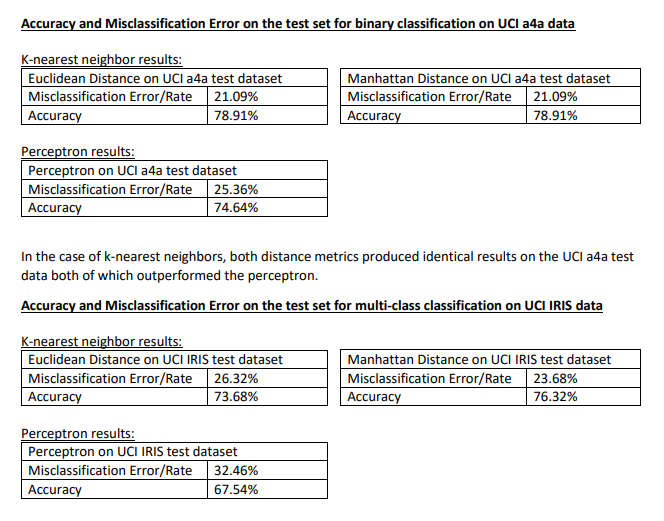 Accuracy and Misclassification Error on the test set for binary classification on UCI a4a data
K-nearest neighbor results:
Euclidean Distance on UCI a4a test dataset
Misclassification Error/Rate 21.09%
Accuracy 78.91%
Manhattan Distance on UCI a4a test dataset
Misclassification Error/Rate 21.09%
Accuracy 78.91%
Perceptron results:
Perceptron on UCI a4a test dataset
Misclassification Error/Rate 25.36%
Accuracy 74.64%
In the case of k-nearest neighbors, both distance metrics produced identical results on the UCI a4a test
data both of which outperformed the perceptron.
Accuracy and Misclassification Error on the test set for multi-class classification on UCI IRIS data
K-nearest neighbor results:
Euclidean Distance on UCI IRIS test dataset
Misclassification Error/Rate 26.32%
Accuracy 73.68%
Manhattan Distance on UCI IRIS test dataset
Misclassification Error/Rate 23.68%
Accuracy 76.32%
Perceptron results:
Perceptron on UCI IRIS test dataset
Misclassification Error/Rate 32.46%
Accuracy 67.54%